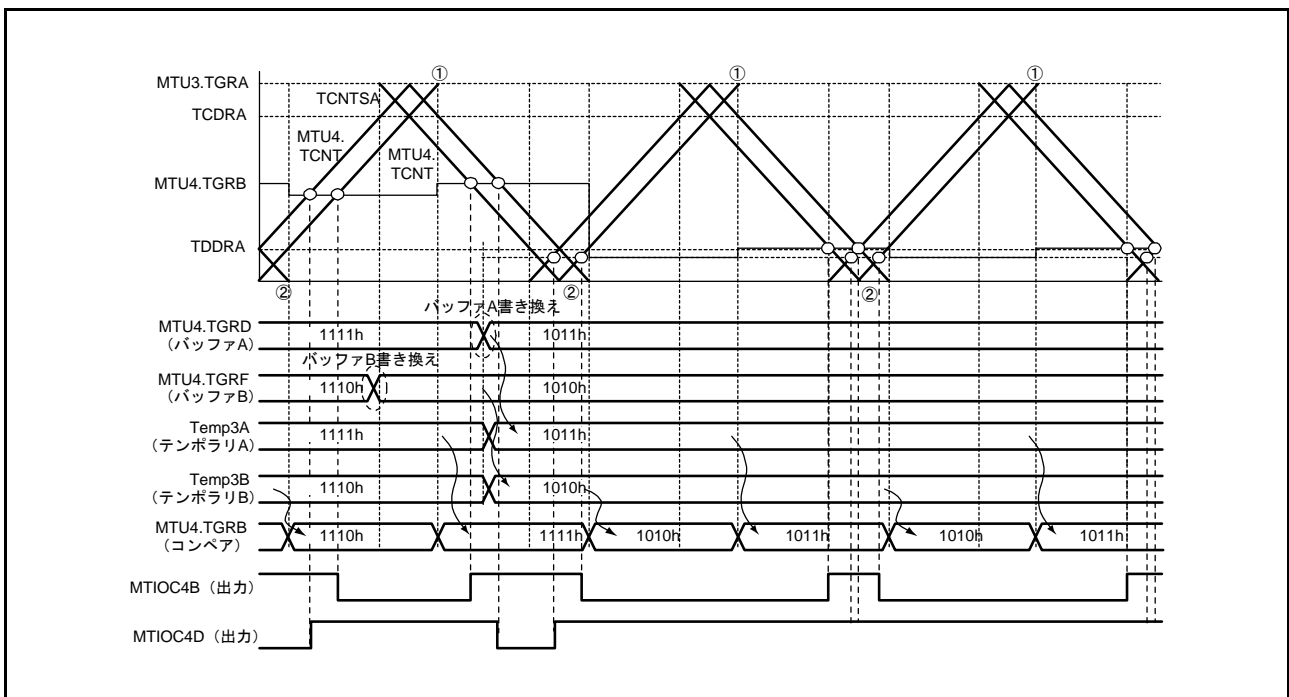 MTU3.TGRA
①
①
①
TCNTSA
TCDRA
MTU4.
TCNT
MTU4.
TCNT
MTU4.TGRB
TDDRA
②
②
②
バッファA書き換え
MTU4.TGRD
(バッファA)
1111h
1011h
バッファB書き換え
MTU4.TGRF
(バッファB)
1110h
1010h
Temp3A
(テンポラリA)
1111h
1011h
Temp3B
(テンポラリB)
1110h
1010h
MTU4.TGRB
(コンペア)
1110h
1111h
1010h
1011h
1010h
1011h
MTIOC4B (出力)
MTIOC4D (出力)